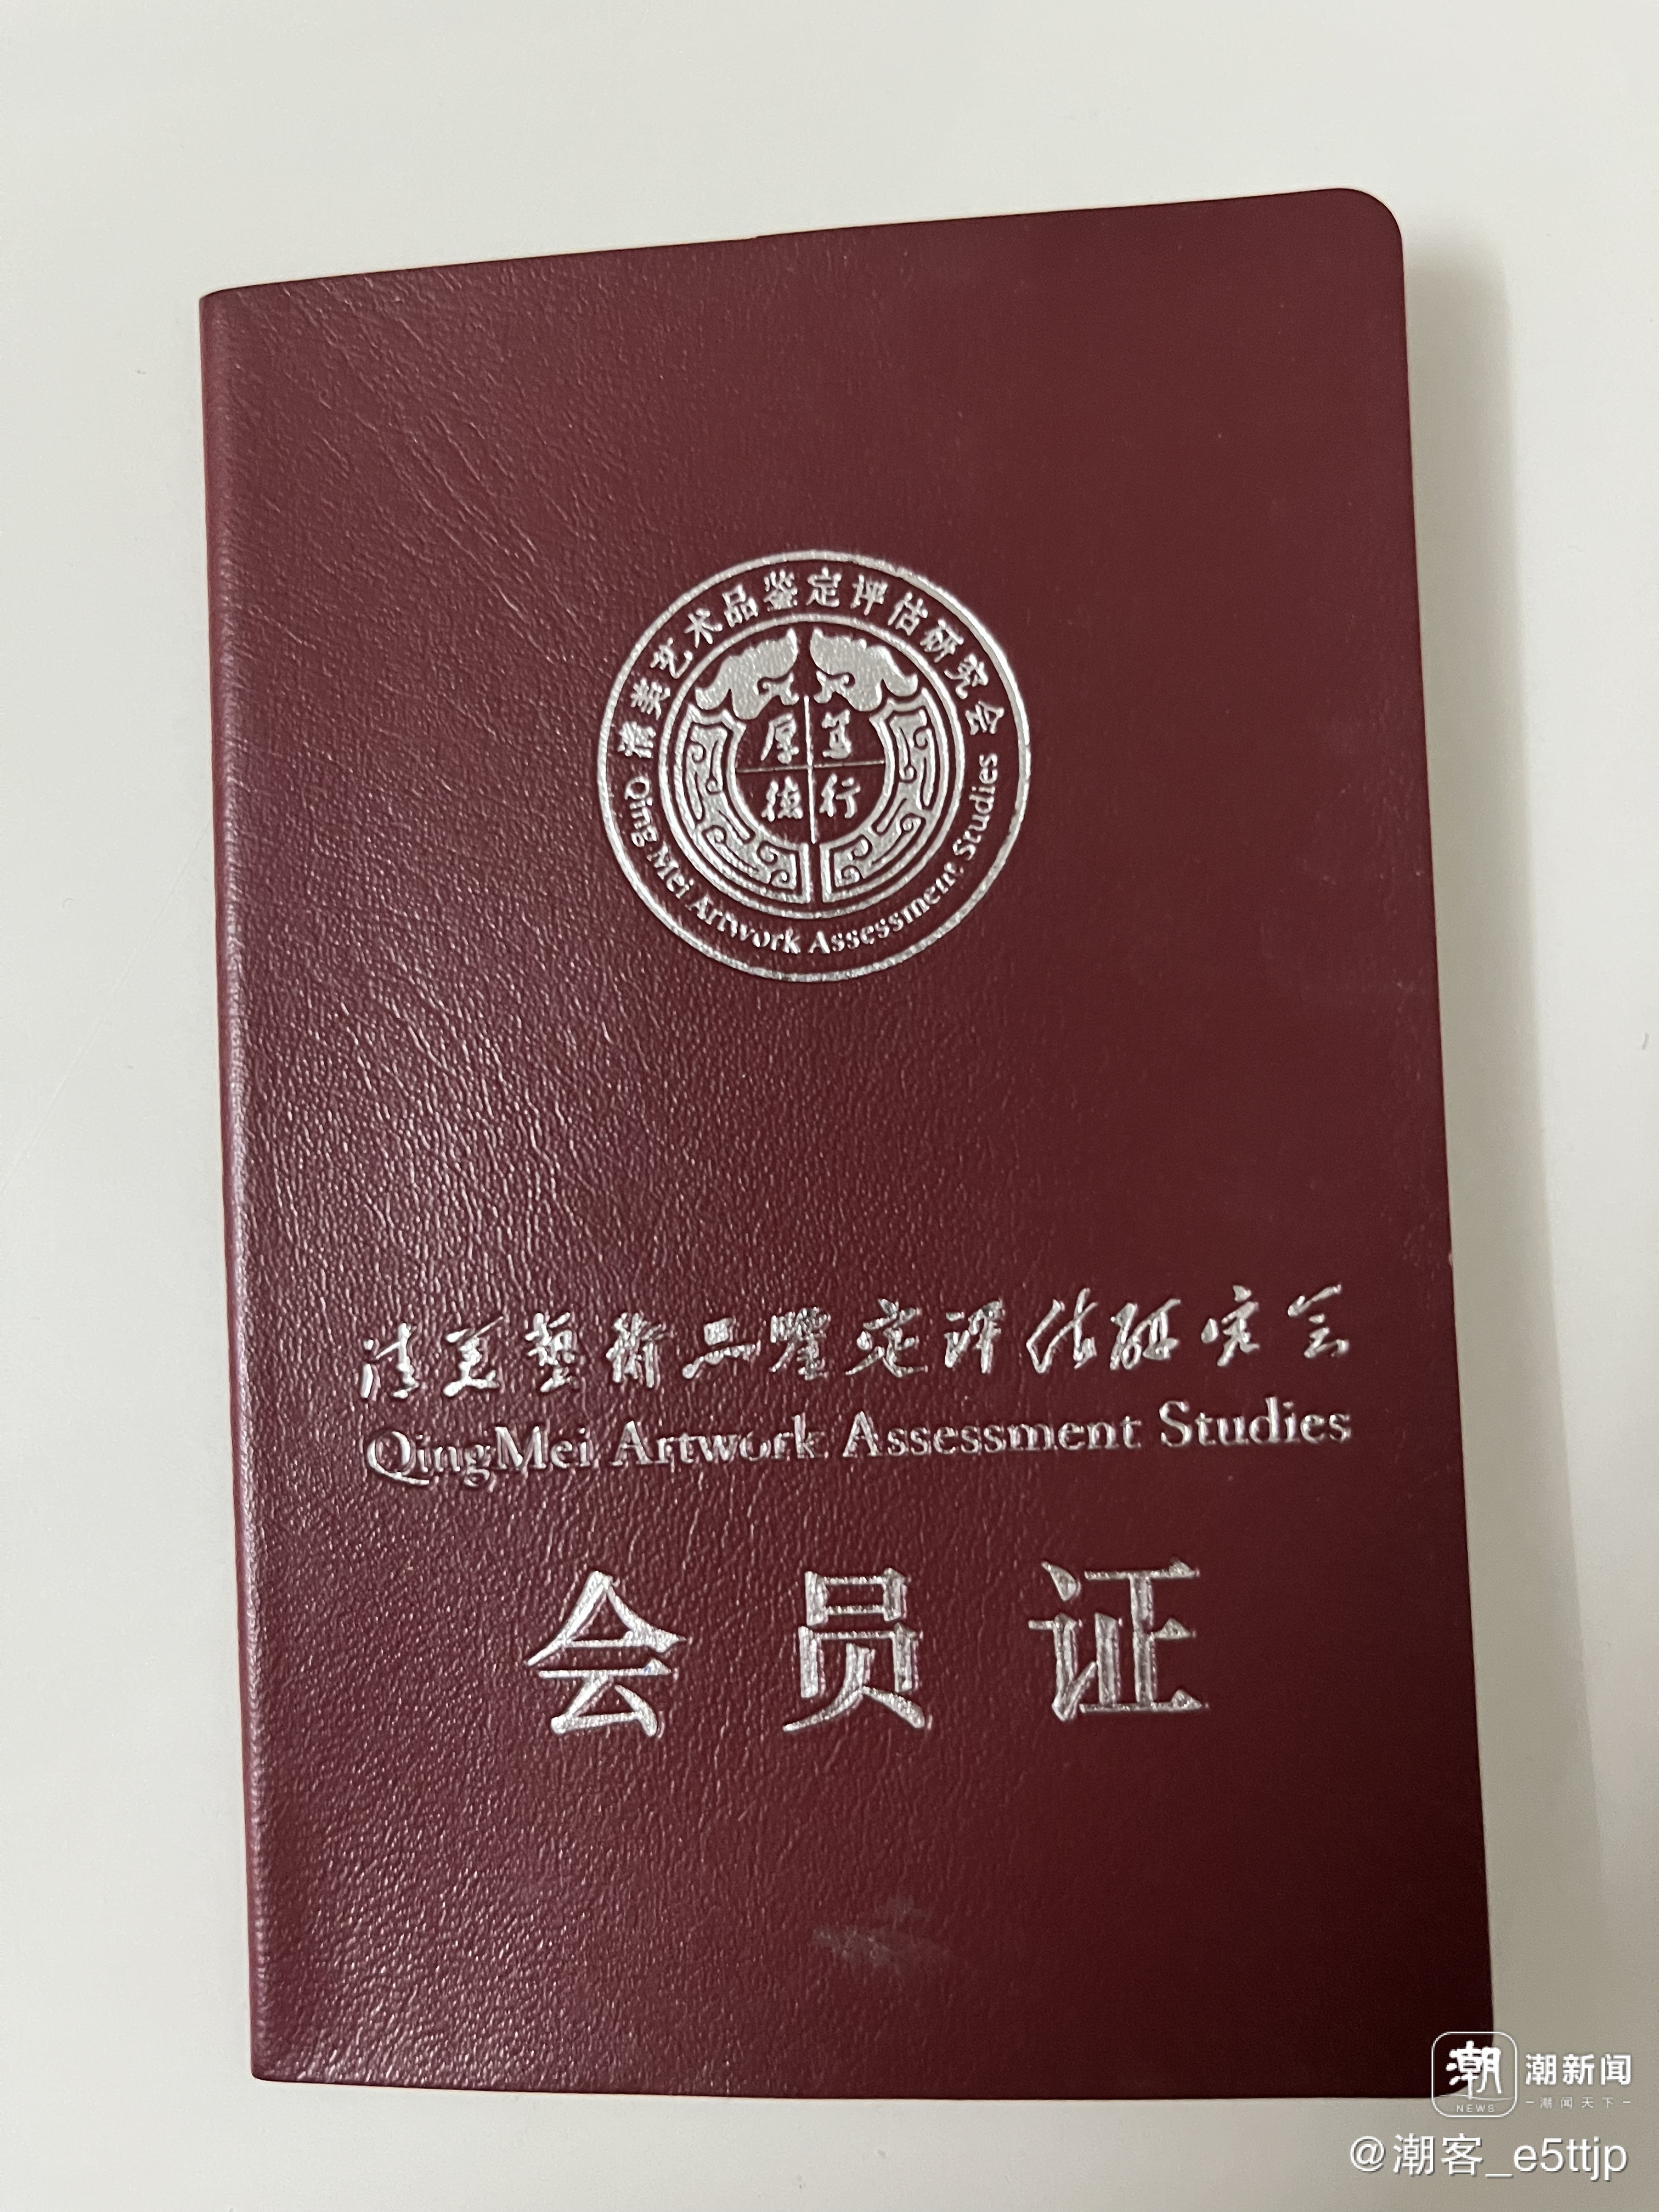 清美艺术品鉴定评估研究会
厚 笃
德 行
Qing Mei Artwork Assessment Studies
清美藝術品鑒定评估研究会
QingMei Artwork Assessment Studies
会员证
潮 潮新闻
NEWS -潮闻天下-
@潮客_e5ttjp